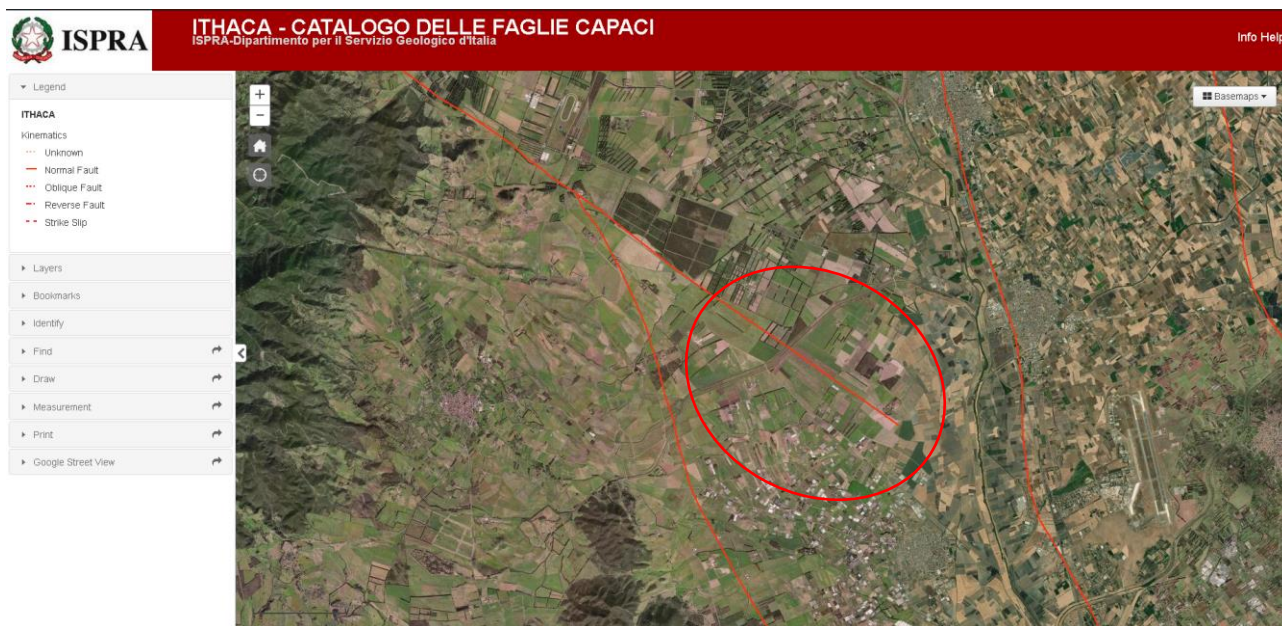 ISPRA
ITHACA - CATALOGO DELLE FAGLIE CAPACI
ISPRA-Dipartimento per il Servizio Geologico d'Italia
Info Help
Legend
ITHACA
Kinematics
Unknown
Normal Fault
Oblique Fault
Reverse Fault
Strike Slip
Layers
Bookmarks
Identify
Find
Draw
Measurement
Print
Google Street View
+
−
Basemaps